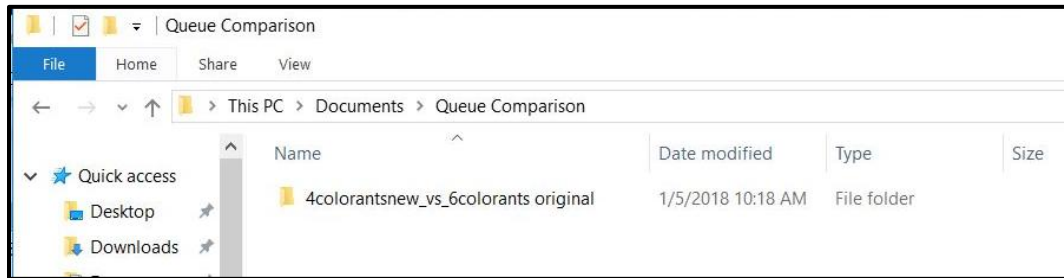 Queue Comparison
File Home Share View
This PC > Documents > Queue Comparison
Name Date modified Type Size
Quick access
4colorantsnew_vs_6colorants original 1/5/2018 10:18 AM File folder
Desktop
Downloads